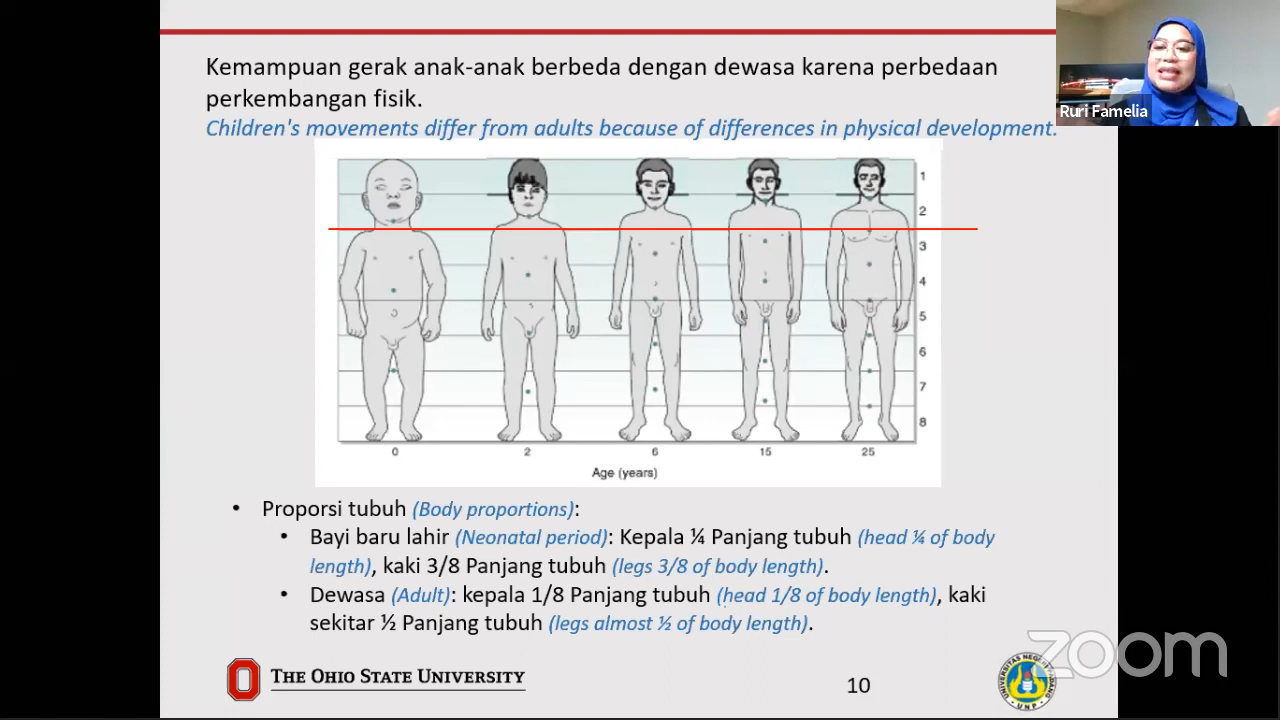 Kemampuan gerak anak-anak berbeda dengan dewasa karena perbedaan
perkembangan fisik.
Children's movements differ from adults because of differences in physical development.
Ruri Famelia
1
2
3
4
5
6
7
8
0 2 6 15 25
Age (years)
• Proporsi tubuh (Body proportions):
• Bayi baru lahir (Neonatal period): Kepala ¼ Panjang tubuh (head ¼ of body
length), kaki 3/8 Panjang tubuh (legs 3/8 of body length).
• Dewasa (Adult): kepala 1/8 Panjang tubuh (head 1/8 of body length), kaki
sekitar ½ Panjang tubuh (legs almost ½ of body length).
THE OHIO STATE UNIVERSITY
10
UNIVERSITAS NEGERI PADANG
UNP
zoom